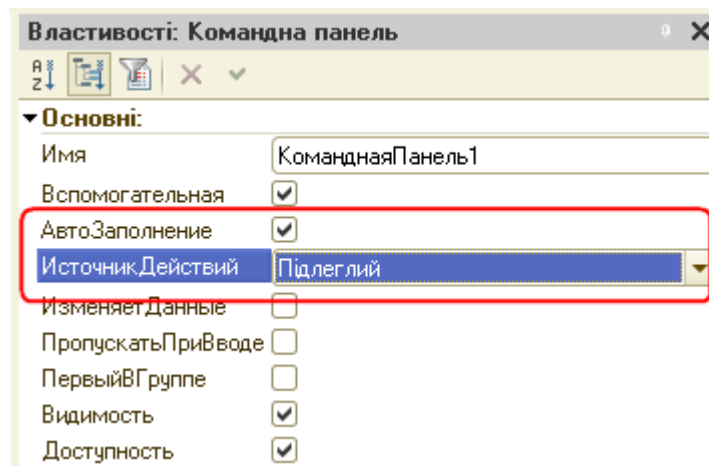 Властивості: Командна панель
Основні:
Имя КоманднаяПанель1
Вспомогательная
АвтоЗаполнение
ИсточникДействий Підлеглий
ИзменяетДанные
ПропускатьПриВводе
ПервыйВГруппе
Видимость
Доступность